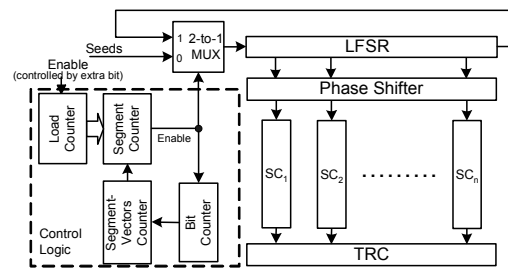 Seeds
1
0
2-to-1
MUX
LFSR
Enable
(controlled by extra bit)
Phase Shifter
Load
Counter
Segment
Counter
Enable
Segment-
Vectors
Counter
Bit
Counter
Control
Logic
SC1
SC2
.........
SCn
TRC